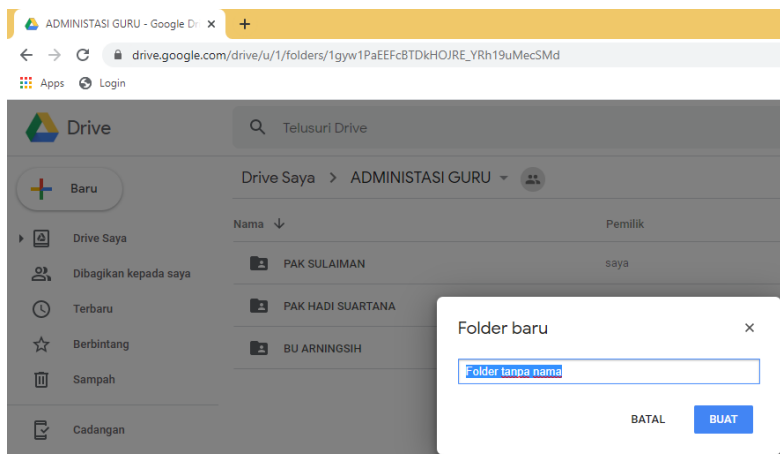 ADMINISTASI GURU - Google Dr
drive.google.com/drive/u/1/folders/1gyw1PaEEFcBTDkHOJRE_YRh19uMecSMd
Apps Login
Drive
Telusuri Drive
Baru
Drive Saya > ADMINISTASI GURU
Nama
Pemilik
Drive Saya
PAK SULAIMAN
saya
Dibagikan kepada saya
Terbaru
PAK HADI SUARTANA
Berbintang
BU ARNINGSIH
Sampah
Cadangan
Folder baru
Folder tanpa nama
BATAL
BUAT